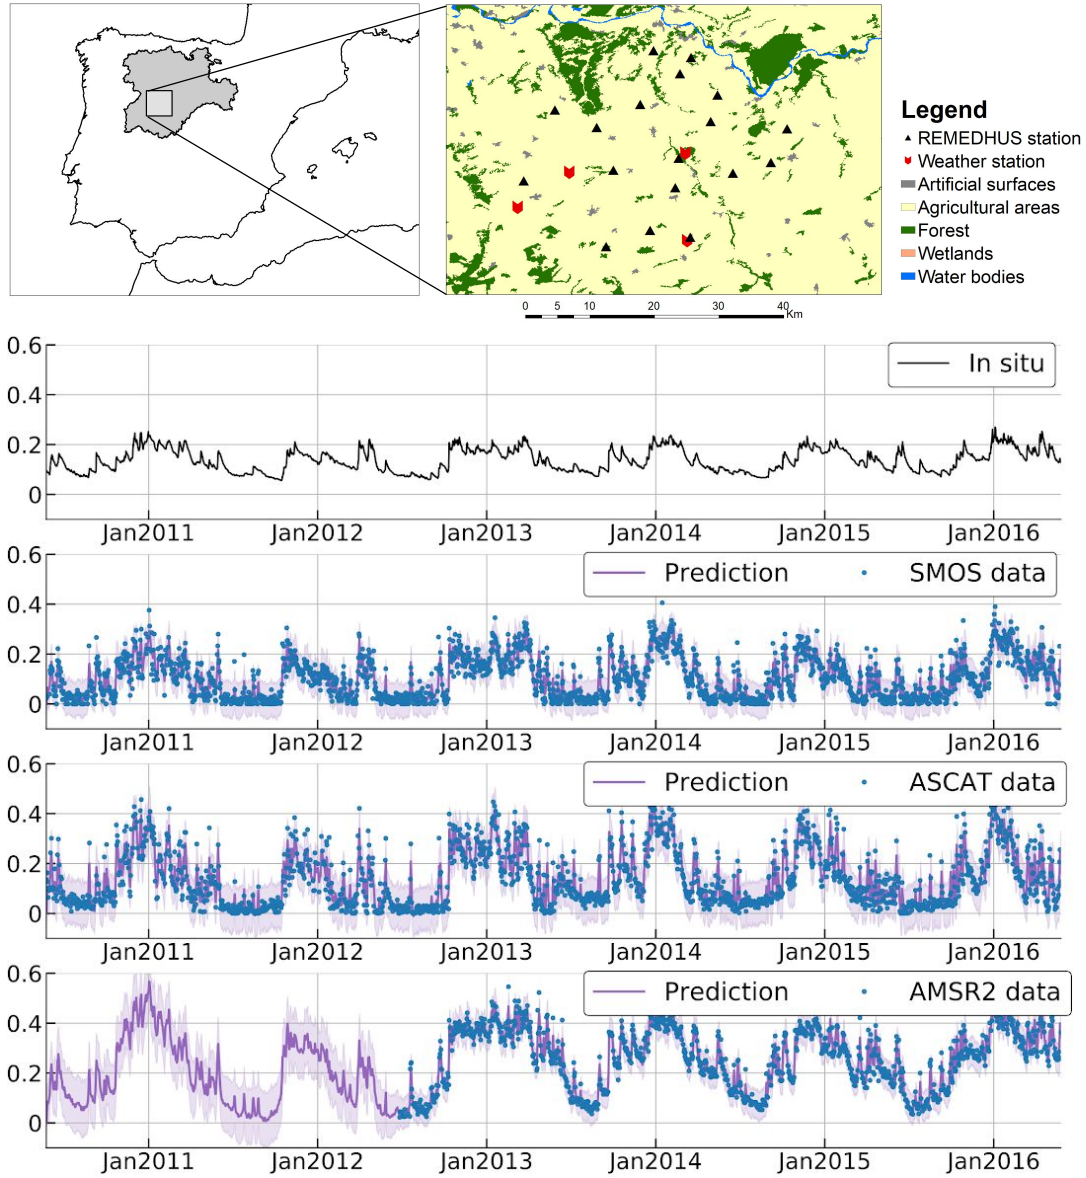 Legend
REMEDHUS station
Weather station
Artificial surfaces
Agricultural areas
Forest
Wetlands
Water bodies
0 5 10 20 30 40 Km
In situ
0.6
0.4
0.2
0
Jan2011 Jan2012 Jan2013 Jan2014 Jan2015 Jan2016
Prediction SMOS data
0.6
0.4
0.2
0
Jan2011 Jan2012 Jan2013 Jan2014 Jan2015 Jan2016
Prediction ASCAT data
0.6
0.4
0.2
0
Jan2011 Jan2012 Jan2013 Jan2014 Jan2015 Jan2016
Prediction AMSR2 data
0.6
0.4
0.2
0
Jan2011 Jan2012 Jan2013 Jan2014 Jan2015 Jan2016